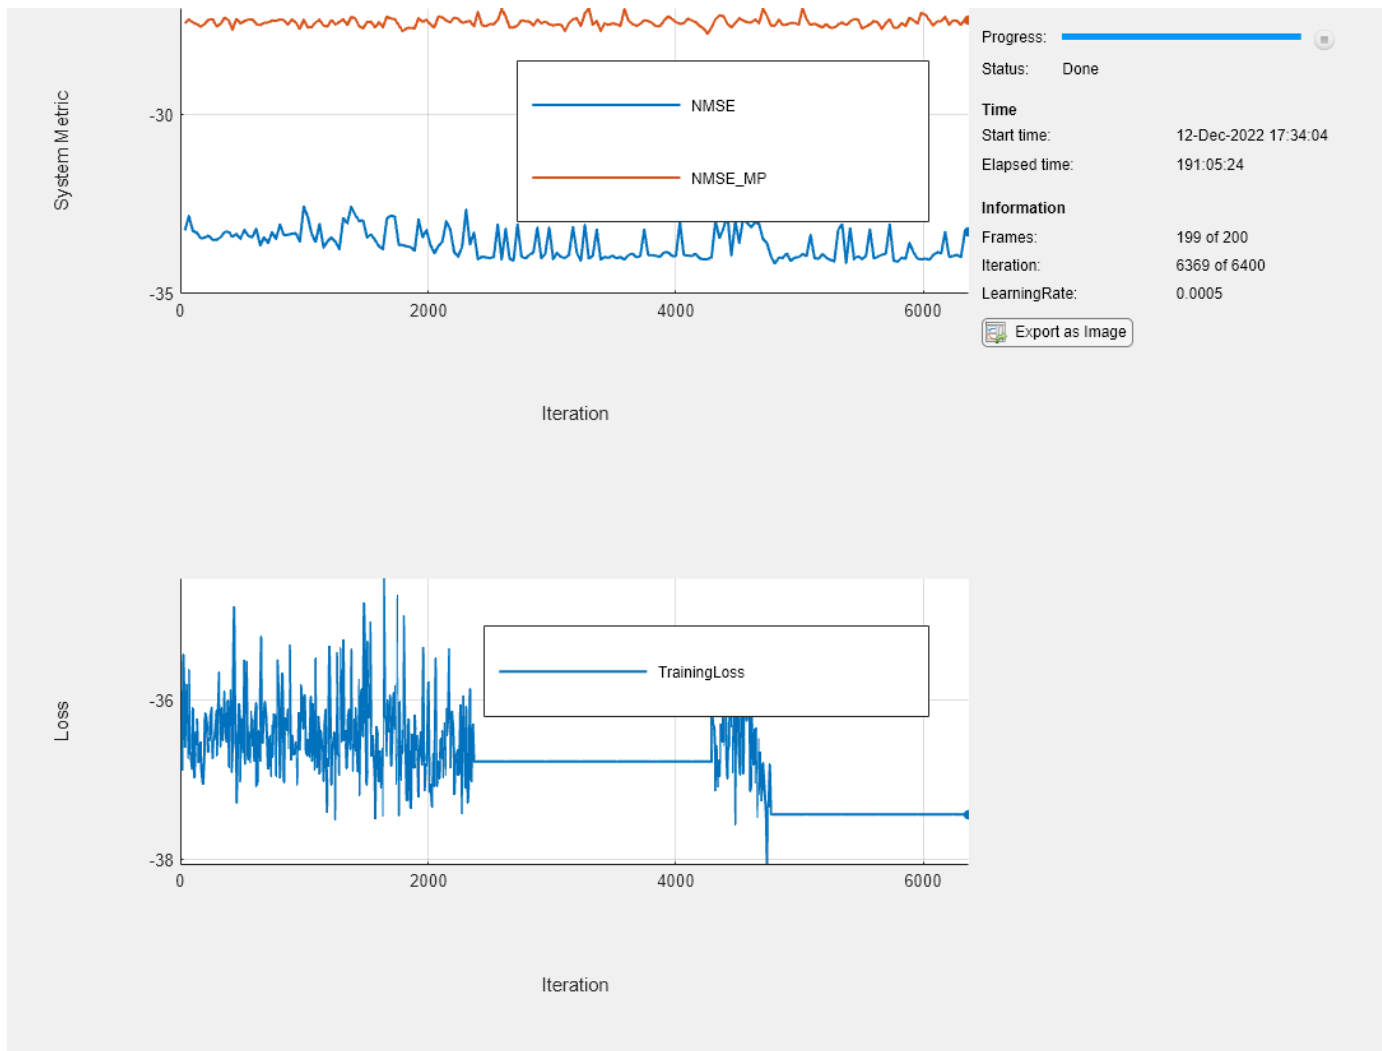 System Metric
-30
-35
0 2000 4000 6000
NMSE
NMSE_MP
Iteration
Progress:
Status: Done
Time
Start time: 12-Dec-2022 17:34:04
Elapsed time: 191:05:24
Information
Frames: 199 of 200
Iteration: 6369 of 6400
LearningRate: 0.0005
Export as Image
Loss
-36
-38
0 2000 4000 6000
TrainingLoss
Iteration